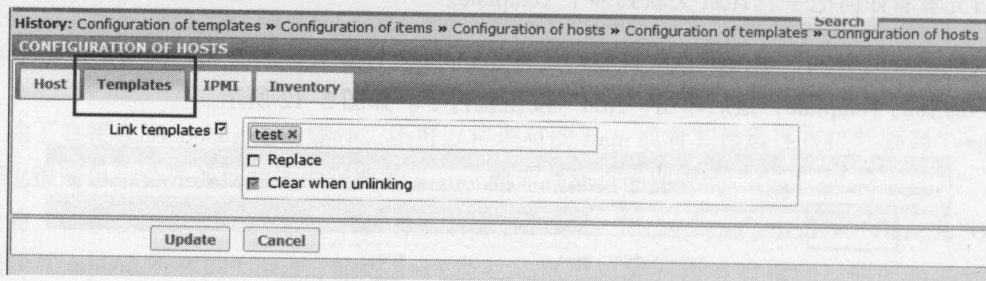 Search
History: Configuration of templates » Configuration of items » Configuration of hosts » Configuration of templates » Configuration of hosts
CONFIGURATION OF HOSTS
Host Templates IPMI Inventory
Link templates
test ×
Replace
Clear when unlinking
Update Cancel